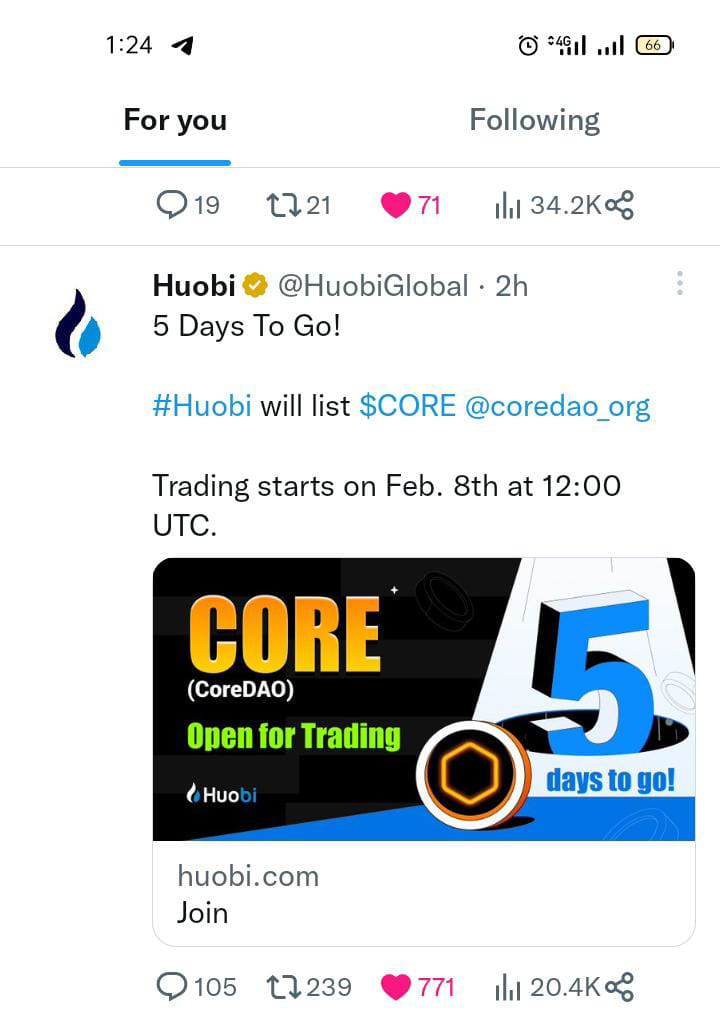 1:24 4G 66
For you Following
19 21 71 34.2K
Huobi @HuobiGlobal · 2h
5 Days To Go!
#Huobi will list $CORE @coredao_org
Trading starts on Feb. 8th at 12:00
UTC.
CORE
(CoreDAO)
Open for Trading
Huobi
5
days to go!
huobi.com
Join
105 239 771 20.4K